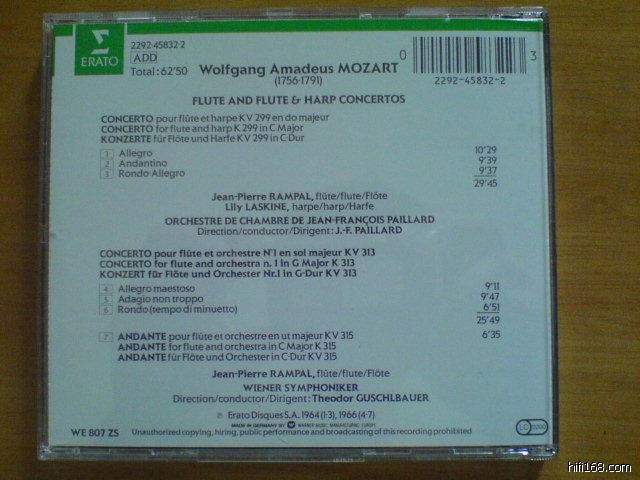 ERATO
2292-45832-2
ADD
Total: 62'50
Wolfgang Amadeus MOZART
(1756-1791)
0 3
2292-45832-2
FLUTE AND FLUTE & HARP CONCERTOS
CONCERTO pour flûte et harpe KV 299 en do majeur
CONCERTO for flute and harp K 299 in C Major
KONZERTE für Flöte und Harfe KV 299 in C-Dur
1 Allegro 10'29
2 Andantino 9'39
3 Rondo-Allegro 9'37
29'45
Jean-Pierre RAMPAL, flûte/flute/Flöte
Lily LASKINE, harpe/harp/Harfe
ORCHESTRE DE CHAMBRE DE JEAN-FRANÇOIS PAILLARD
Direction/conductor/Dirigent: J.-F. PAILLARD
CONCERTO pour flûte et orchestre N°1 en sol majeur KV 313
CONCERTO for flute and orchestra n. 1 in G Major K 313
KONZERT für Flöte und Orchester Nr.1 in G-Dur KV 313
4 Allegro maestoso 9'11
5 Adagio non troppo 9'47
6 Rondo (tempo di minuetto) 6'51
25'49
7 ANDANTE pour flûte et orchestre en ut majeur KV 315 6'35
ANDANTE for flute and orchestra in C Major K 315
ANDANTE für Flöte und Orchester in C-Dur KV 315
Jean-Pierre RAMPAL, flûte/flute/Flöte
WIENER SYMPHONIKER
Direction/conductor/Dirigent: Theodor GUSCHLBAUER
℗ Erato Disques S.A. 1964 (1-3), 1966 (4-7)
MADE IN GERMANY BY WARNER MUSIC MANUFACTURING EUROPE
WE 807 ZS
Unauthorized copying, hiring, public performance and broadcasting of this recording prohibited
LC 0200
hifi168.com